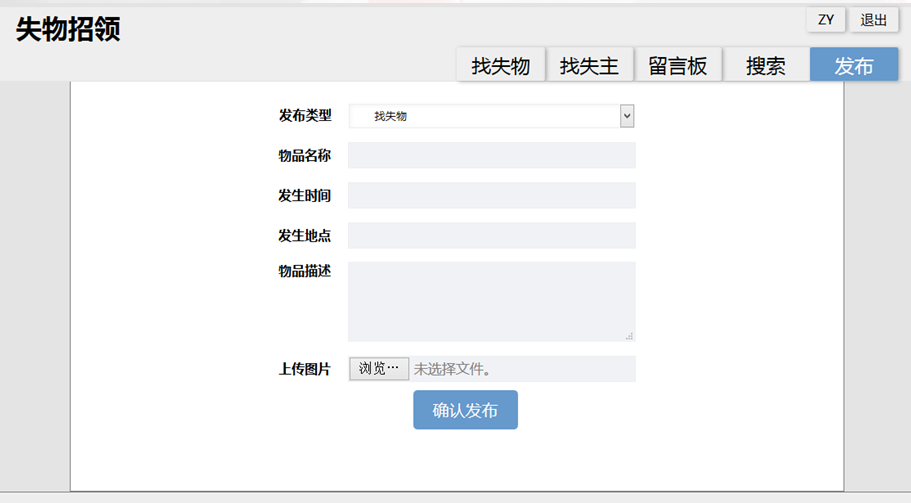 失物招领
ZY 退出
找失物 找失主 留言板 搜索 发布
发布类型 找失物
物品名称
发生时间
发生地点
物品描述
上传图片 浏览… 未选择文件。
确认发布